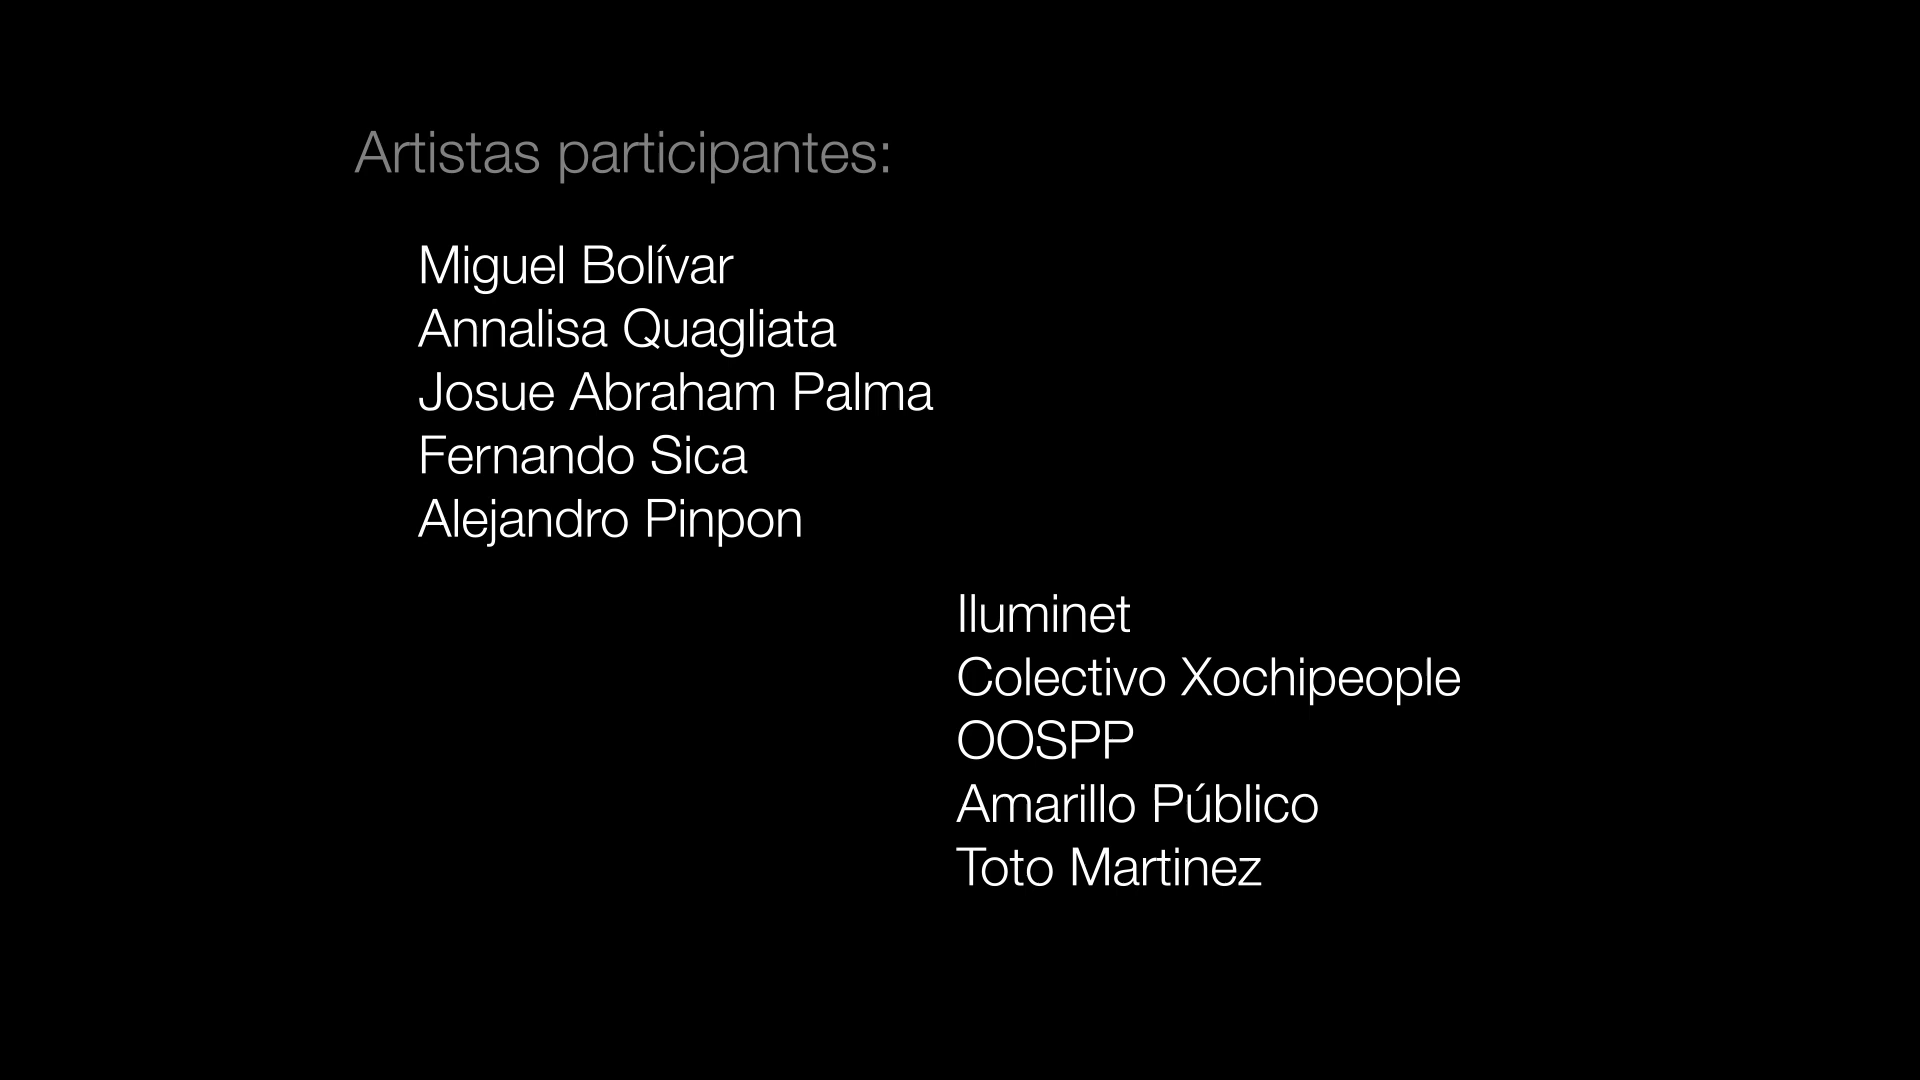 Artistas participantes:
Miguel Bolívar
Annalisa Quagliata
Josue Abraham Palma
Fernando Sica
Alejandro Pinpon
Iluminet
Colectivo Xochipeople
OOSPP
Amarillo Público
Toto Martinez